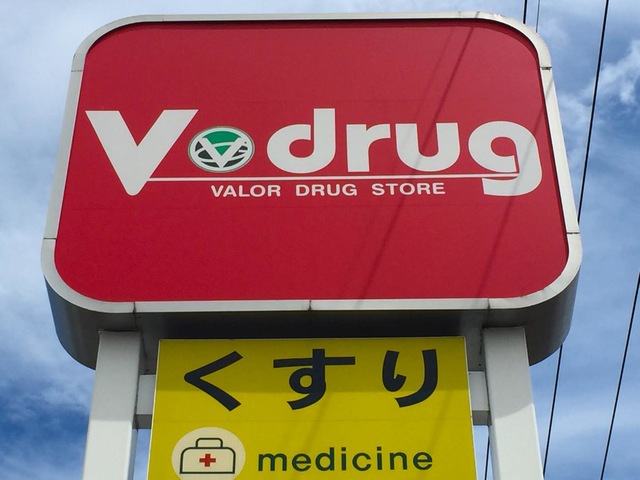 V drug
VALOR DRUG STORE
くすり
medicine